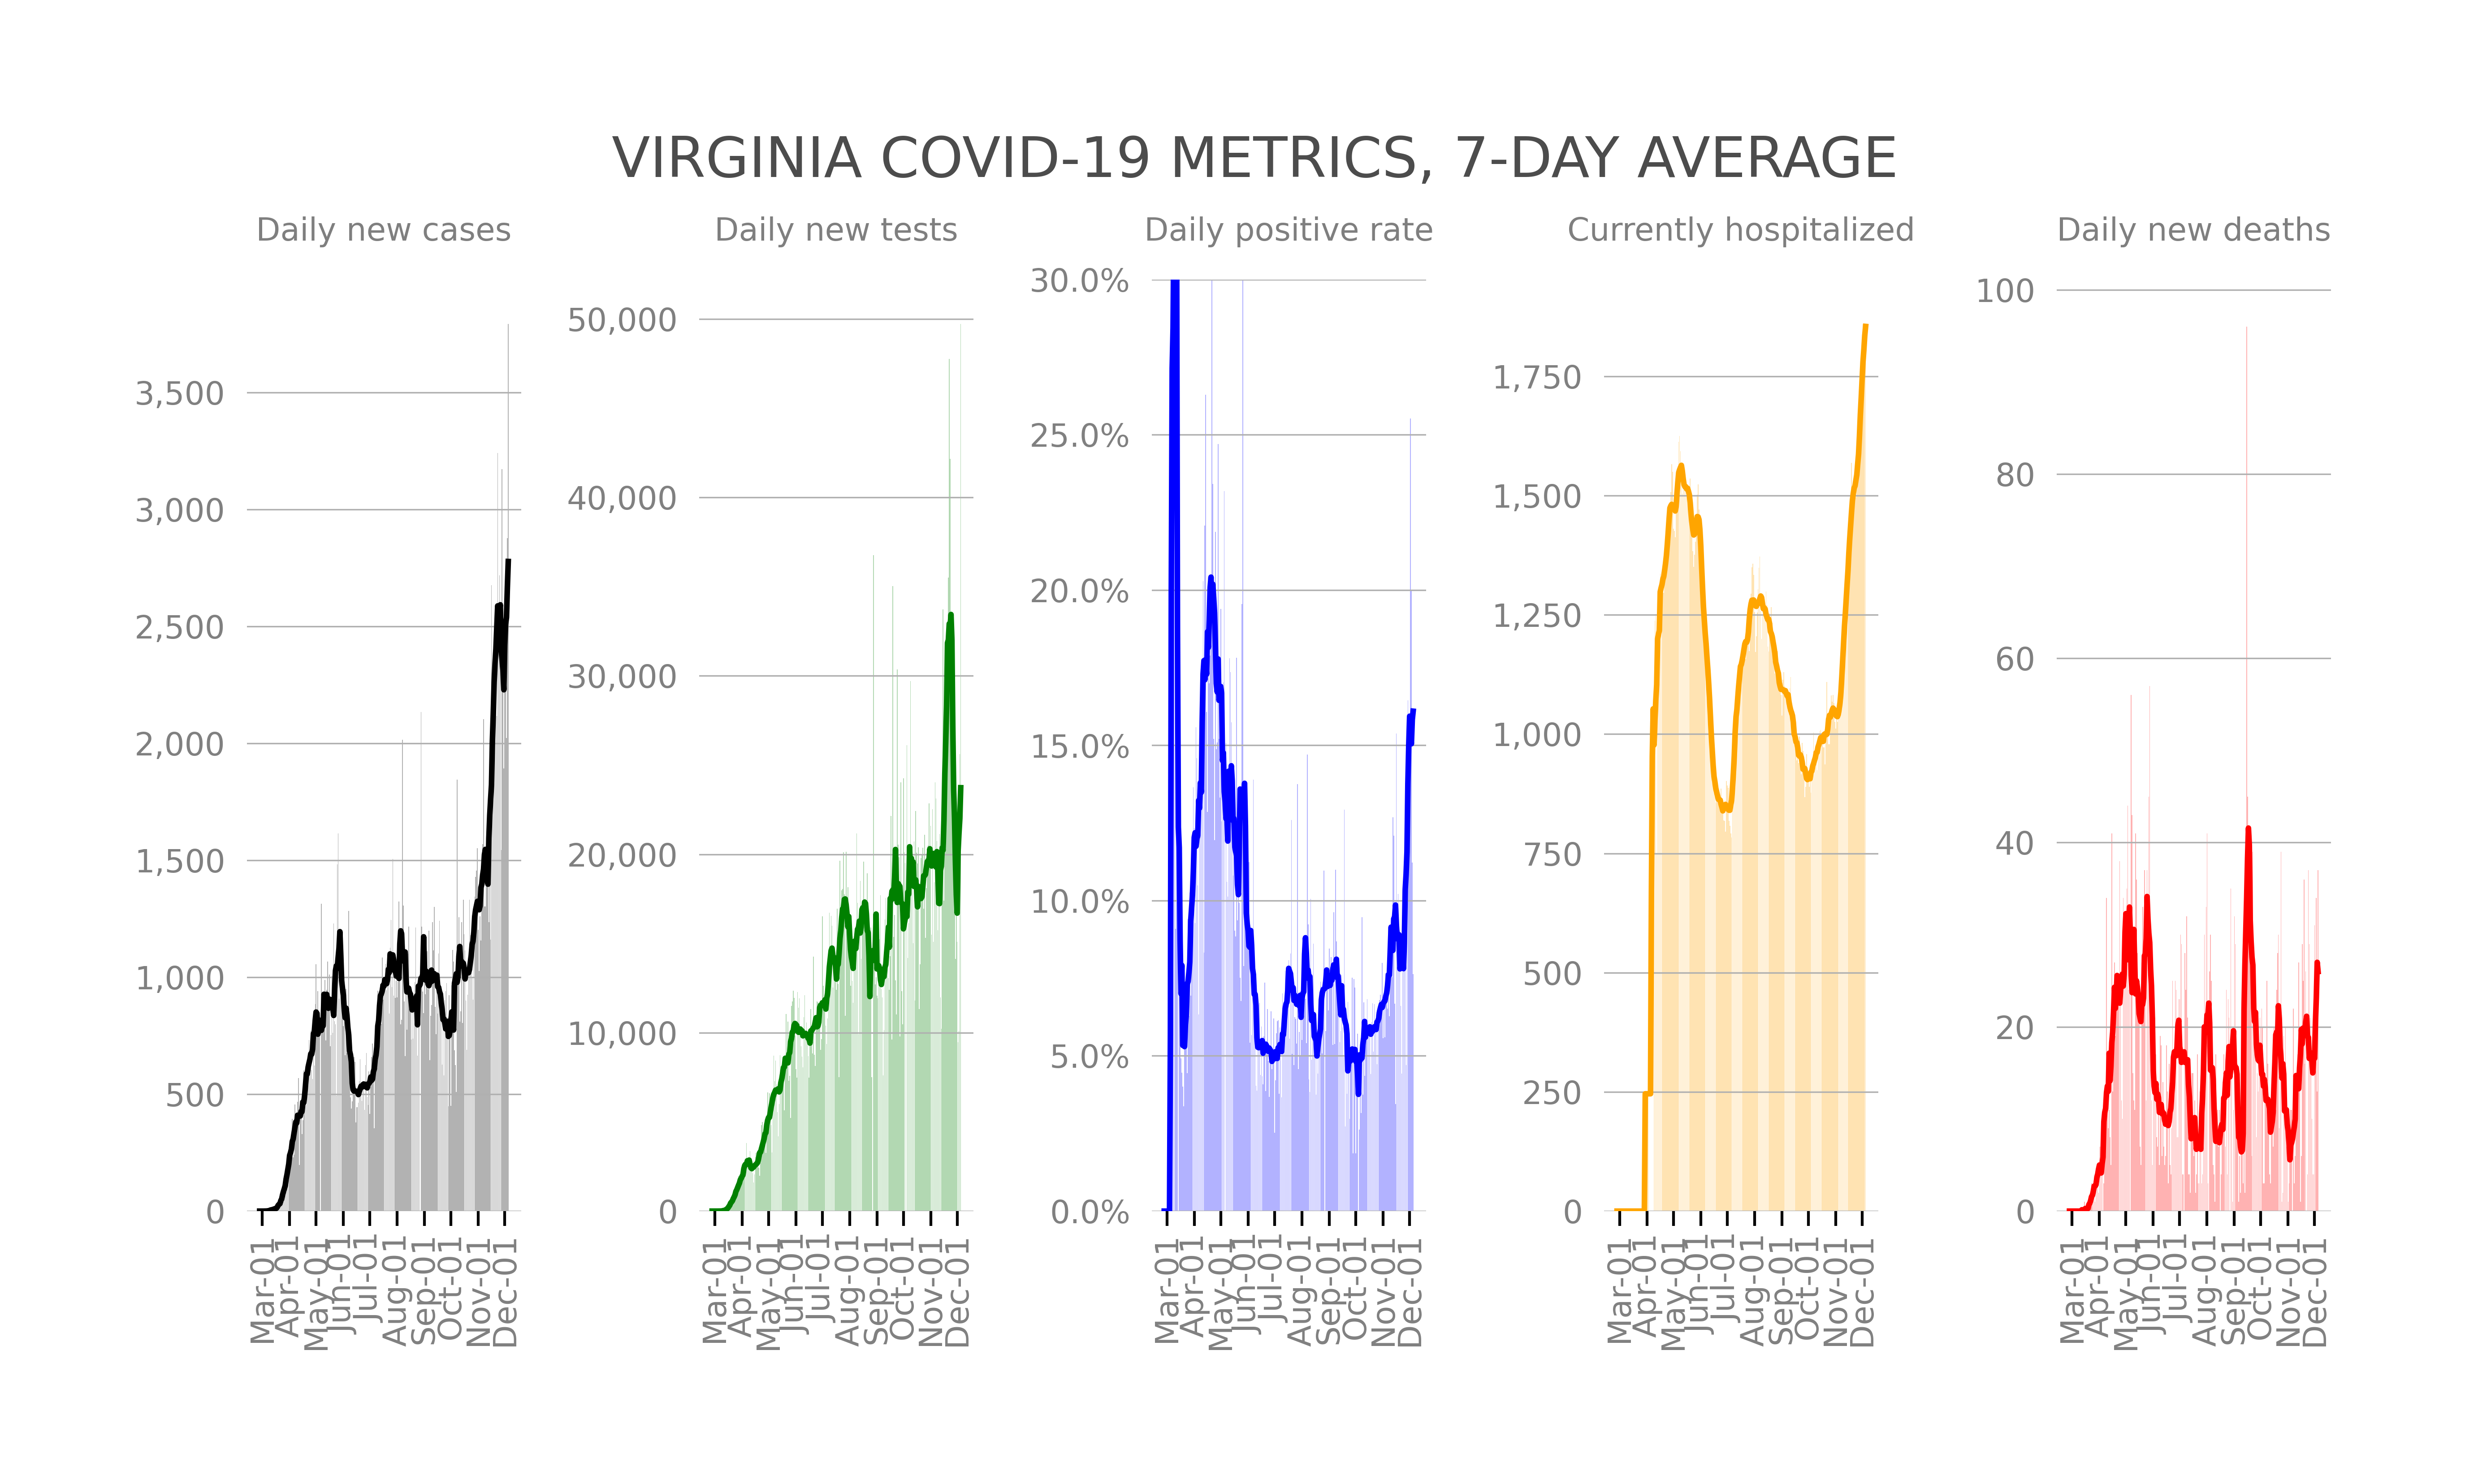 VIRGINIA COVID-19 METRICS, 7-DAY AVERAGE
Daily new cases
3,500
3,000
2,500
2,000
1,500
1,000
500
0
Mar-01
Apr-01
May-01
Jun-01
Jul-01
Aug-01
Sep-01
Oct-01
Nov-01
Dec-01
Daily new tests
50,000
40,000
30,000
20,000
10,000
0
Mar-01
Apr-01
May-01
Jun-01
Jul-01
Aug-01
Sep-01
Oct-01
Nov-01
Dec-01
Daily positive rate
30.0%
25.0%
20.0%
15.0%
10.0%
5.0%
0.0%
Mar-01
Apr-01
May-01
Jun-01
Jul-01
Aug-01
Sep-01
Oct-01
Nov-01
Dec-01
Currently hospitalized
1,750
1,500
1,250
1,000
750
500
250
0
Mar-01
Apr-01
May-01
Jun-01
Jul-01
Aug-01
Sep-01
Oct-01
Nov-01
Dec-01
Daily new deaths
100
80
60
40
20
0
Mar-01
Apr-01
May-01
Jun-01
Jul-01
Aug-01
Sep-01
Oct-01
Nov-01
Dec-01